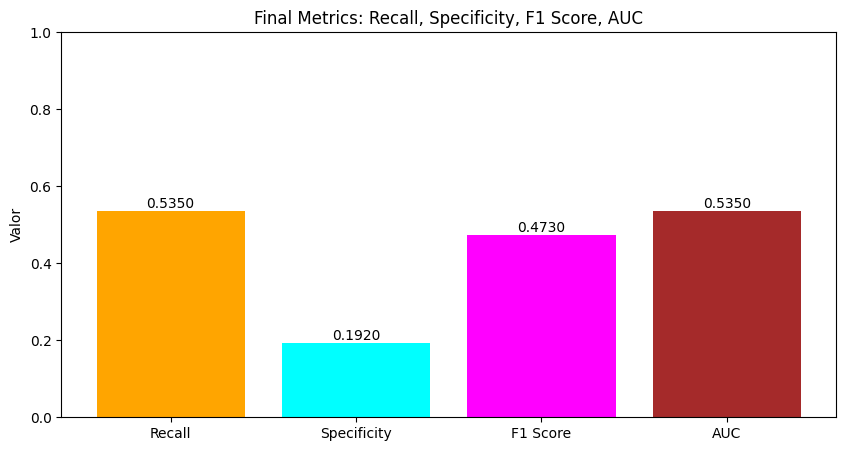 Final Metrics: Recall, Specificity, F1 Score, AUC
Valor
1.0
0.8
0.6
0.4
0.2
0.0
0.5350
0.1920
0.4730
0.5350
Recall
Specificity
F1 Score
AUC